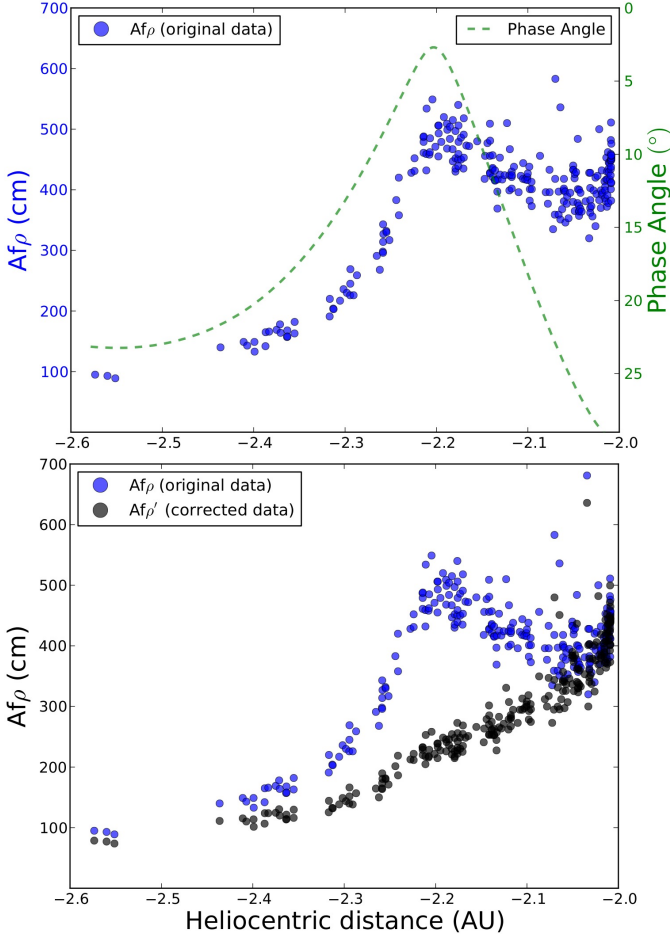 700
600
500
400
300
200
100
Afρ (cm)
Afρ (original data)
Phase Angle
0
5
10
15
20
25
Phase Angle (°)
−2.6 −2.5 −2.4 −2.3 −2.2 −2.1 −2.0
700
600
500
400
300
200
100
Afρ (cm)
Afρ (original data)
Afρ′ (corrected data)
−2.6 −2.5 −2.4 −2.3 −2.2 −2.1 −2.0
Heliocentric distance (AU)